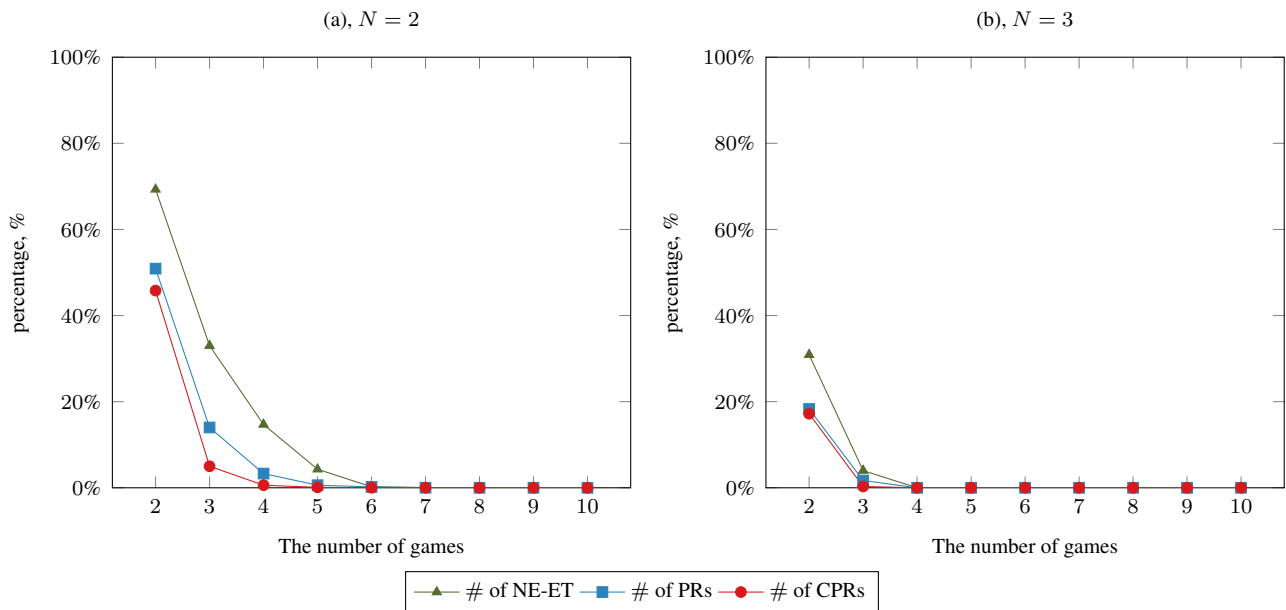 (a), N = 2
100%
80%
60%
40%
20%
0%
percentage, %
2 3 4 5 6 7 8 9 10
The number of games
(b), N = 3
100%
80%
60%
40%
20%
0%
percentage, %
2 3 4 5 6 7 8 9 10
The number of games
# of NE-ET # of PRs # of CPRs